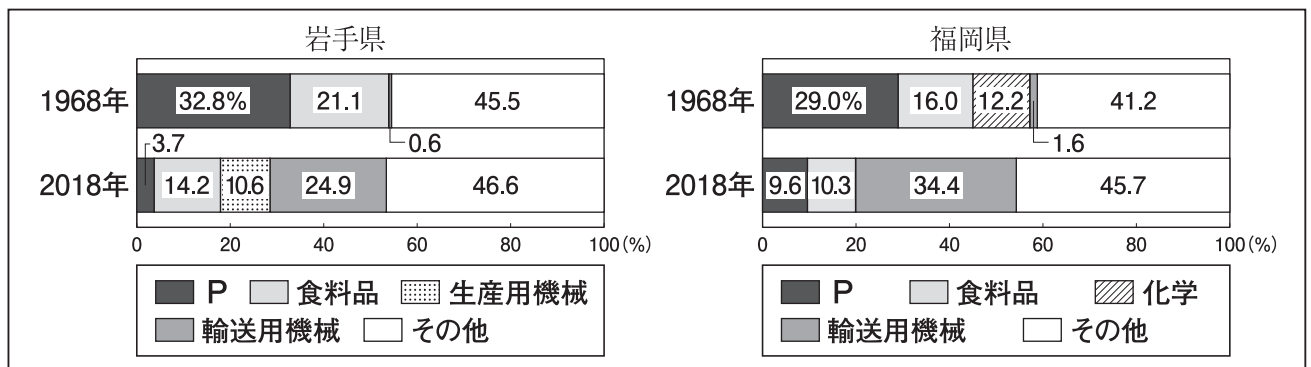 岩手県
1968年 32.8% 21.1 45.5
3.7 0.6
2018年 14.2 10.6 24.9 46.6
0 20 40 60 80 100(%)
P 食料品 生産用機械
輸送用機械 その他
福岡県
1968年 29.0% 16.0 12.2 41.2
1.6
2018年 9.6 10.3 34.4 45.7
0 20 40 60 80 100(%)
P 食料品 化学
輸送用機械 その他